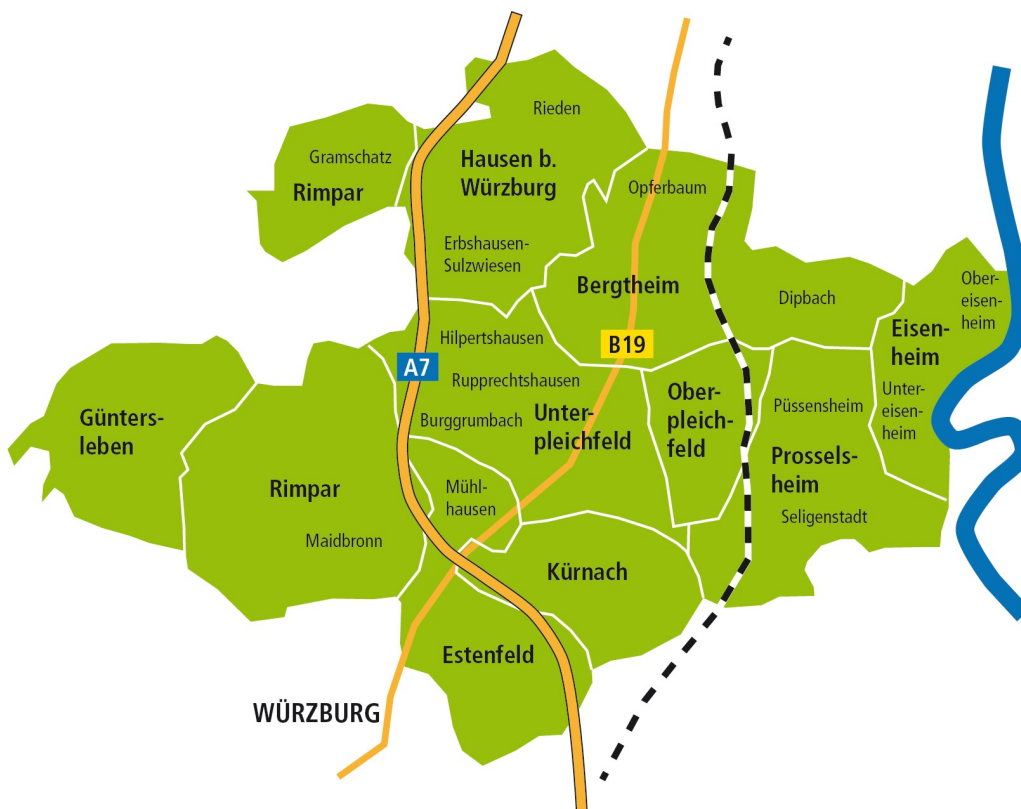 Rieden
Gramschatz
Rimpar
Hausen b.
Würzburg
Opferbaum
Erbshausen-
Sulzwiesen
Bergtheim
Dipbach
Ober-
eisen-
heim
Eisen-
heim
Hilpertshausen
B19
A7
Rupprechtshausen
Burggrumbach
Unter-
pleichfeld
Ober-
pleich-
feld
Püssensheim
Unter-
eisen-
heim
Günters-
leben
Rimpar
Maidbronn
Mühl-
hausen
Prossels-
heim
Seligenstadt
Kürnach
Estenfeld
WÜRZBURG